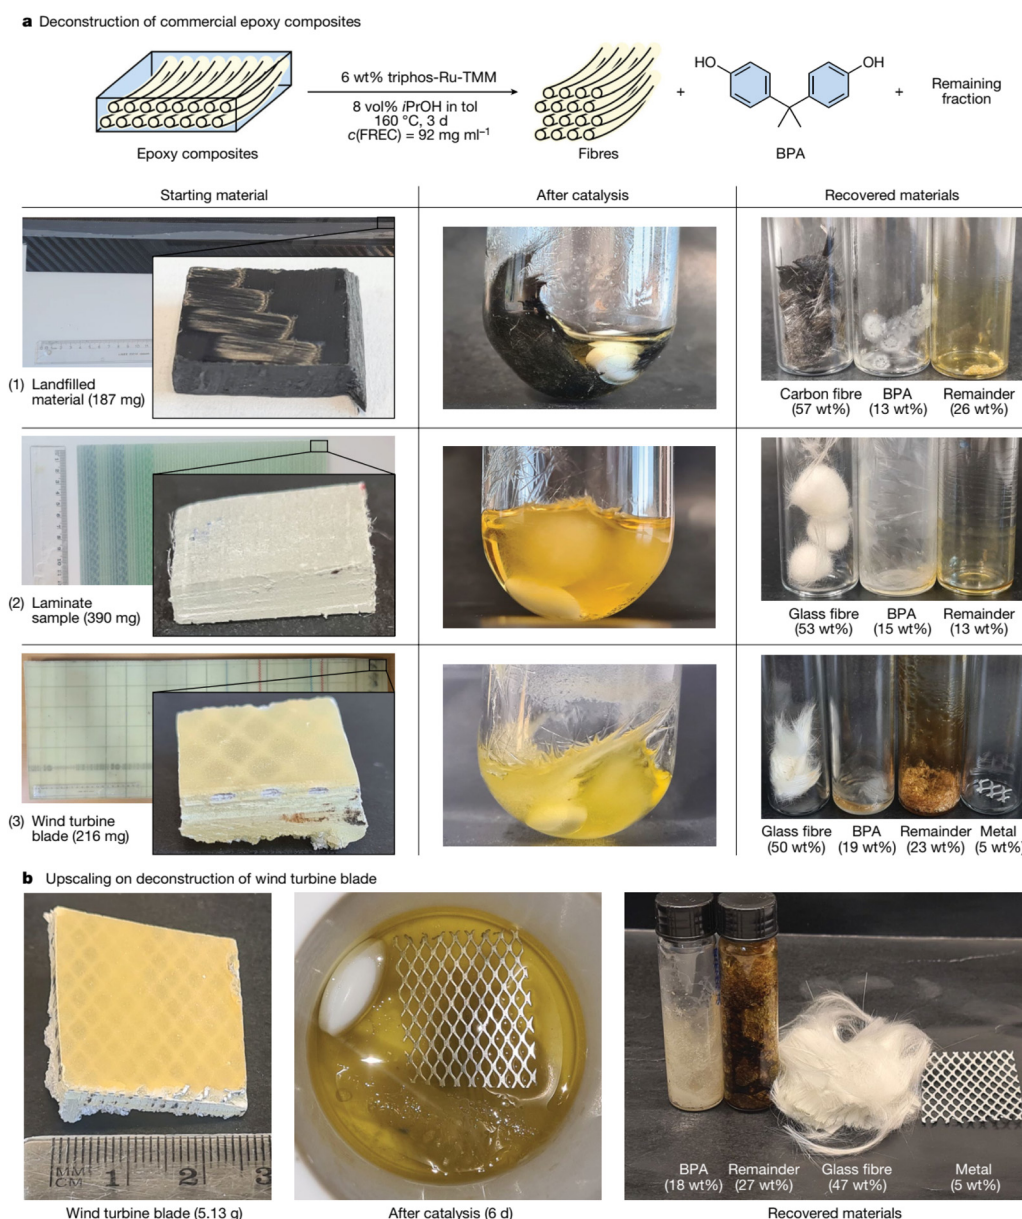 a Deconstruction of commercial epoxy composites
6 wt% triphos-Ru-TMM
8 vol% iPrOH in tol
160 °C, 3 d
c(FREC) = 92 mg ml⁻¹
HO
OH
+
+
Remaining
fraction
Epoxy composites
Fibres
BPA
Starting material
After catalysis
Recovered materials
(1) Landfilled
material (187 mg)
Carbon fibre
(57 wt%)
BPA
(13 wt%)
Remainder
(26 wt%)
(2) Laminate
sample (390 mg)
Glass fibre
(53 wt%)
BPA
(15 wt%)
Remainder
(13 wt%)
(3) Wind turbine
blade (216 mg)
Glass fibre
(50 wt%)
BPA
(19 wt%)
Remainder
(23 wt%)
Metal
(5 wt%)
b Upscaling on deconstruction of wind turbine blade
MM
CM
1 2 3
BPA
(18 wt%)
Remainder
(27 wt%)
Glass fibre
(47 wt%)
Metal
(5 wt%)
Wind turbine blade (5.13 g)
After catalysis (6 d)
Recovered materials